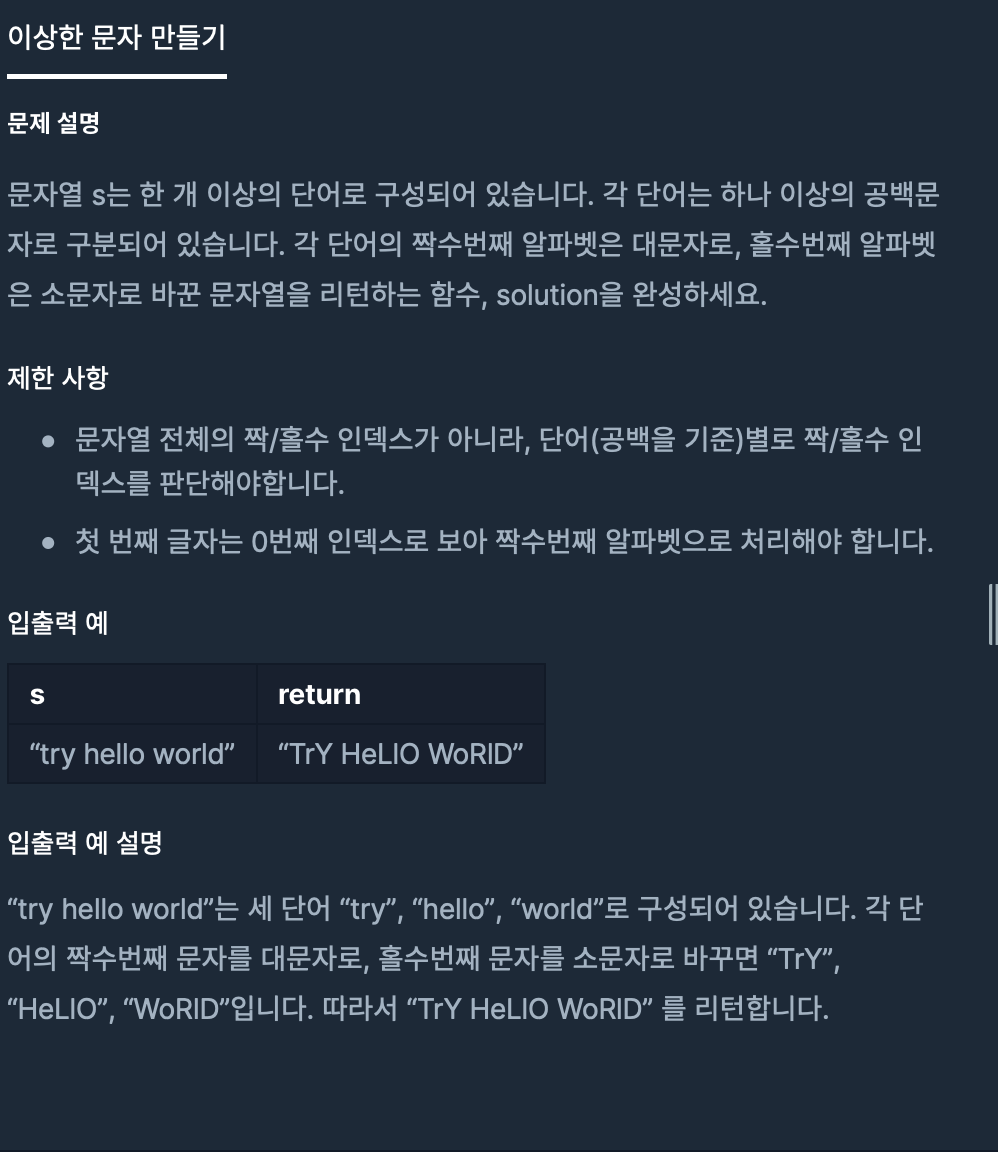 이상한 문자 만들기
문제 설명
문자열 s는 한 개 이상의 단어로 구성되어 있습니다. 각 단어는 하나 이상의 공백문
자로 구분되어 있습니다. 각 단어의 짝수번째 알파벳은 대문자로, 홀수번째 알파벳
은 소문자로 바꾼 문자열을 리턴하는 함수, solution을 완성하세요.
제한 사항
● 문자열 전체의 짝/홀수 인덱스가 아니라, 단어(공백을 기준)별로 짝/홀수 인
덱스를 판단해야합니다.
● 첫 번째 글자는 0번째 인덱스로 보아 짝수번째 알파벳으로 처리해야 합니다.
입출력 예
s return
“try hello world” “TrY HeLlO WoRlD”
입출력 예 설명
“try hello world”는 세 단어 “try”, “hello”, “world”로 구성되어 있습니다. 각 단
어의 짝수번째 문자를 대문자로, 홀수번째 문자를 소문자로 바꾸면 “TrY”,
“HeLlO”, “WoRlD”입니다. 따라서 “TrY HeLlO WoRlD” 를 리턴합니다.